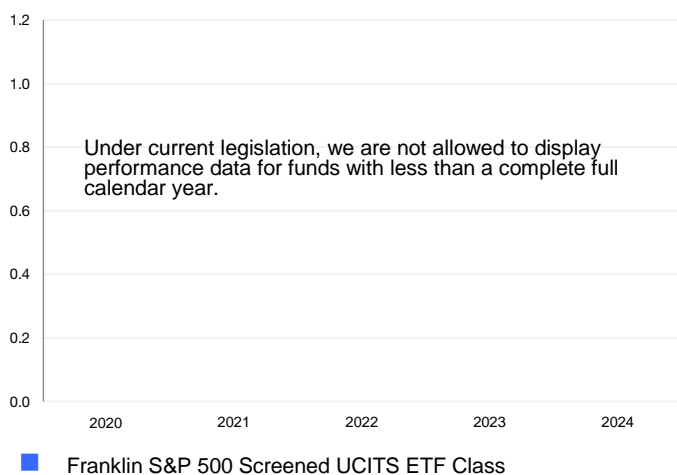 1.2
1.0
0.8
Under current legislation, we are not allowed to display
performance data for funds with less than a complete full
calendar year.
0.6
0.4
0.2
0.0
2020 2021 2022 2023 2024
Franklin S&P 500 Screened UCITS ETF Class